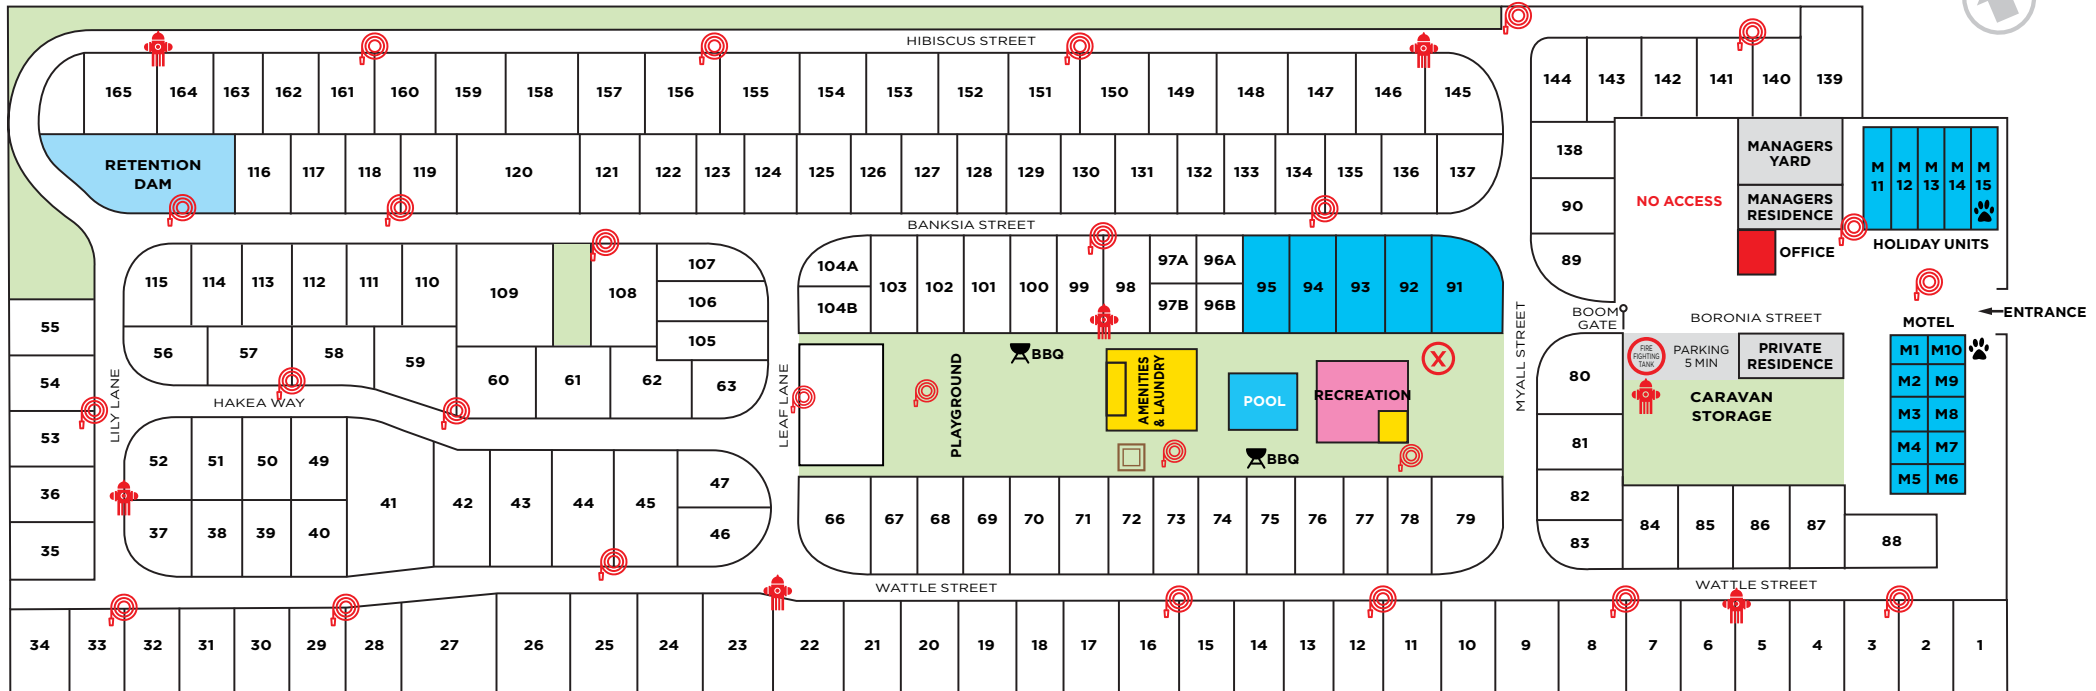 HIBISCUS STREET
165 164 163 162 161 160 159 158 157 156 155 154 153 152 151 150 149 148 147 146 145
144 143 142 141 140 139
RETENTION
DAM
116 117 118 119 120 121 122 123 124 125 126 127 128 129 130 131 132 133 134 135 136 137
138
90
89
NO ACCESS
MANAGERS
YARD
MANAGERS
RESIDENCE
OFFICE
M
11
M
12
M
13
M
14
M
15
HOLIDAY UNITS
BANKSIA STREET
115 114 113 112 111 110 109 108
107
106
105
104A
104B
103 102 101 100 99 98
97A 96A
97B 96B
95 94 93 92 91
BOOM
GATE
BORONIA STREET
ENTRANCE
MOTEL
55
54
53
36
35
LILY LANE
56 57 58 59 60 61 62 63
HAKEA WAY
LEAF LANE
PLAYGROUND
BBQ
AMENITIES
& LAUNDRY
POOL
RECREATION
X
BBQ
MYALL STREET
80
81
82
83
FIRE
FIGHTING
TANK
PARKING
5 MIN
PRIVATE
RESIDENCE
CARAVAN
STORAGE
M1 M10
M2 M9
M3 M8
M4 M7
M5 M6
52 51 50 49
37 38 39 40
41 42 43 44 45
47
46
66 67 68 69 70 71 72 73 74 75 76 77 78 79
84 85 86 87 88
WATTLE STREET
WATTLE STREET
34 33 32 31 30 29 28 27 26 25 24 23 22 21 20 19 18 17 16 15 14 13 12 11 10 9 8 7 6 5 4 3 2 1